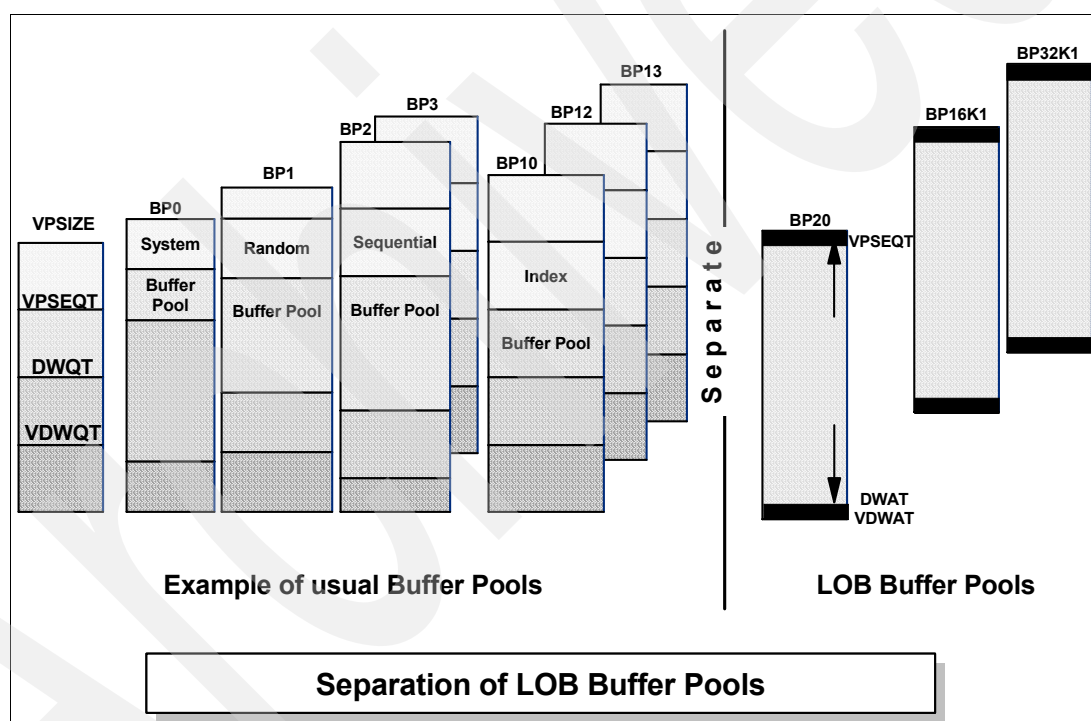 VPSIZE
VPSEQT
DWQT
VDWQT
BP0
System
Buffer
Pool
BP1
Random
Buffer Pool
BP2
BP3
Sequential
Buffer Pool
BP10
BP12
BP13
Index
Buffer Pool
Separate
BP20
VPSEQT
DWAT
VDWAT
BP16K1
BP32K1
Example of usual Buffer Pools
LOB Buffer Pools
Separation of LOB Buffer Pools